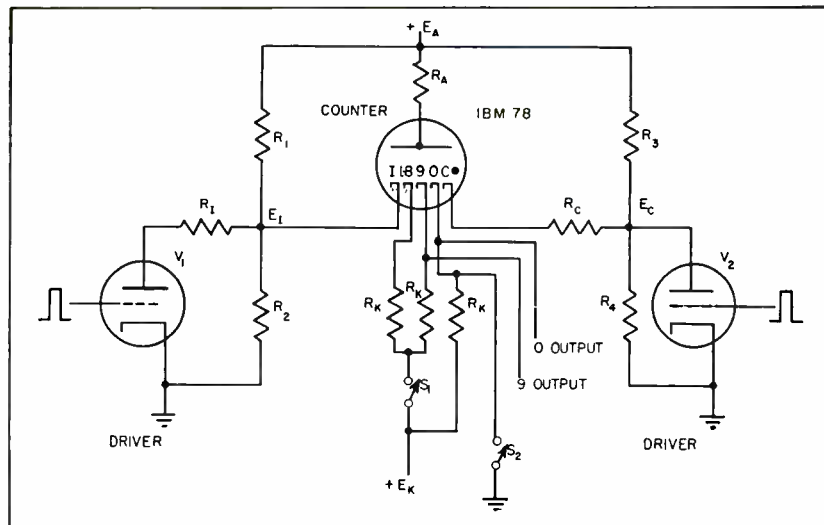 + EA
RA
COUNTER
IBM 78
R1
R3
I 1-8 9 0 C
RI
EI
RC
EC
V1
V2
R2
RK
RK
RK
R4
0 OUTPUT
9 OUTPUT
S1
DRIVER
S2
DRIVER
+ EK